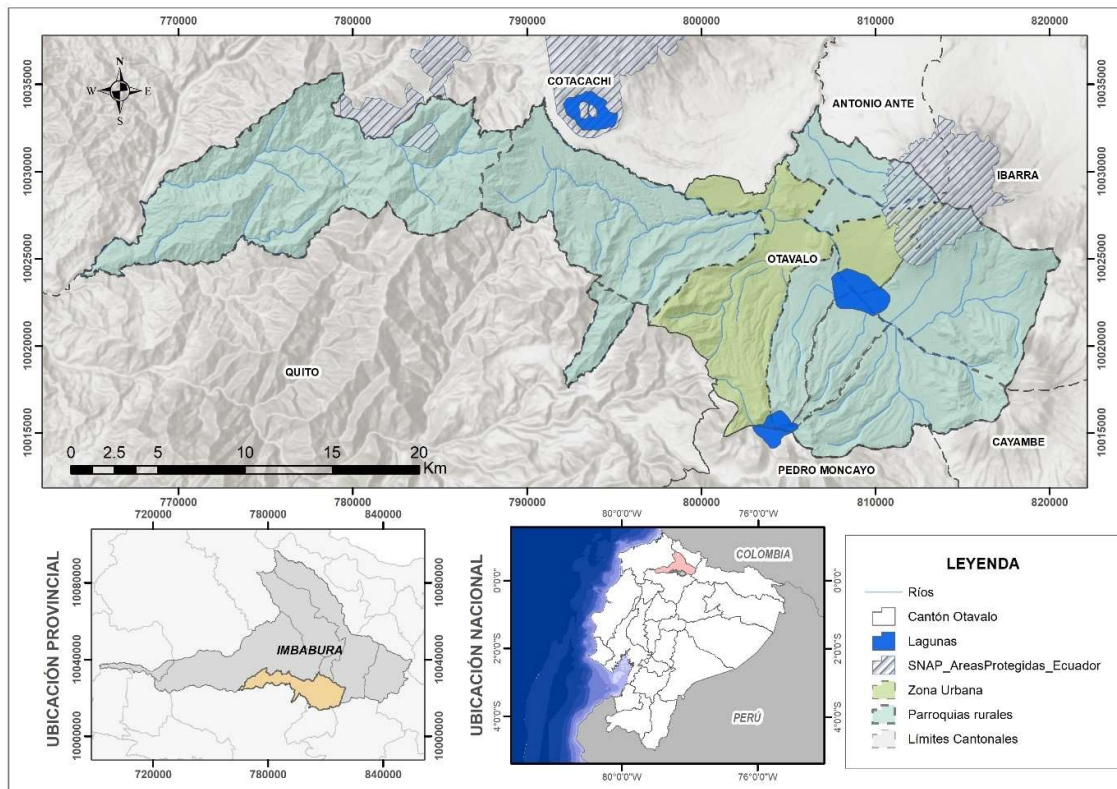 770000 780000 790000 800000 810000 820000
10035000 10035000
10030000 10030000
10025000 10025000
10020000 10020000
10015000 10015000
N
W E
S
COTACACHI
ANTONIO ANTE
IBARRA
OTAVALO
QUITO
CAYAMBE
PEDRO MONCAYO
0 2.5 5 10 15 20
Km
770000 780000 790000 800000 810000 820000
UBICACIÓN PROVINCIAL
720000 780000 840000
10080000 10080000
10040000 10040000
10000000 10000000
IMBABURA
720000 780000 840000
UBICACIÓN NACIONAL
80°0'0"W 76°0'0"W
COLOMBIA
0°0'0" 0°0'0"
2°0'0"S 2°0'0"S
4°0'0"S 4°0'0"S
PERÚ
80°0'0"W 76°0'0"W
LEYENDA
Ríos
Cantón Otavalo
Lagunas
SNAP_AreasProtegidas_Ecuador
Zona Urbana
Parroquias rurales
Límites Cantonales